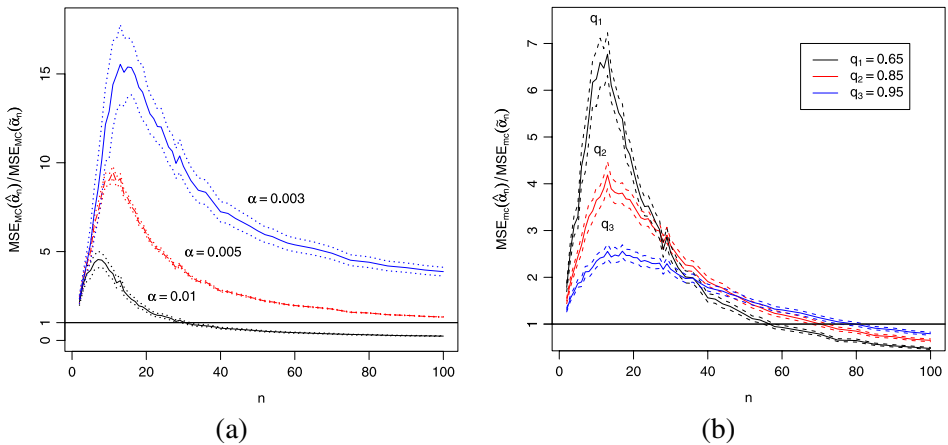 MSE_MC(α̂_n) / MSE_MC(α̃_n)
15
10
5
1
0
α = 0.003
α = 0.005
α = 0.01
0 20 40 60 80 100
n
(a)
MSE_mc(α̂_n) / MSE_mc(α̃_n)
7
6
5
4
3
2
1
q₁
q₂
q₃
q₁ = 0.65
q₂ = 0.85
q₃ = 0.95
0 20 40 60 80 100
n
(b)